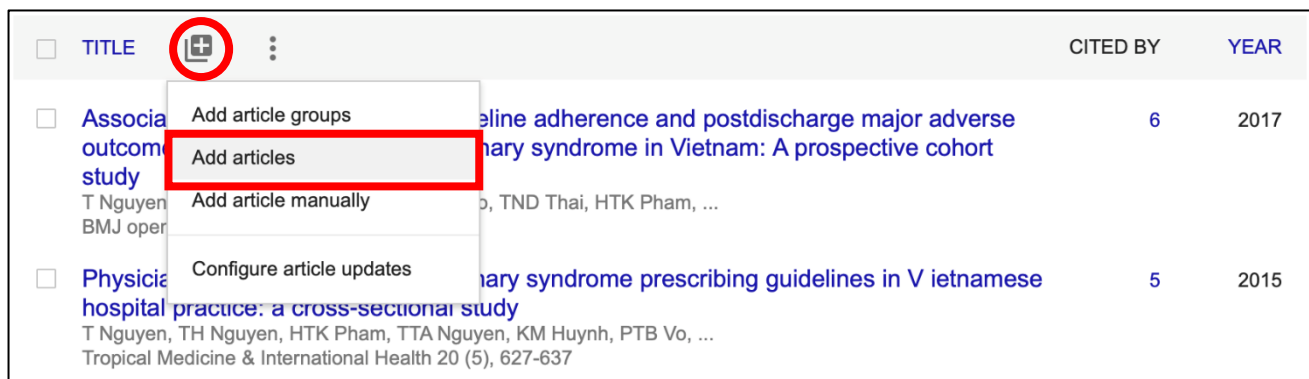 TITLE CITED BY YEAR
Add article groups
Add articles
Add article manually
Configure article updates
Associa eline adherence and postdischarge major adverse 6 2017
outcom nary syndrome in Vietnam: A prospective cohort
study
T Nguyen o, TND Thai, HTK Pham, ...
BMJ oper
Physicia nary syndrome prescribing guidelines in V ietnamese 5 2015
hospital practice: a cross-sectional study
T Nguyen, TH Nguyen, HTK Pham, TTA Nguyen, KM Huynh, PTB Vo, ...
Tropical Medicine & International Health 20 (5), 627-637